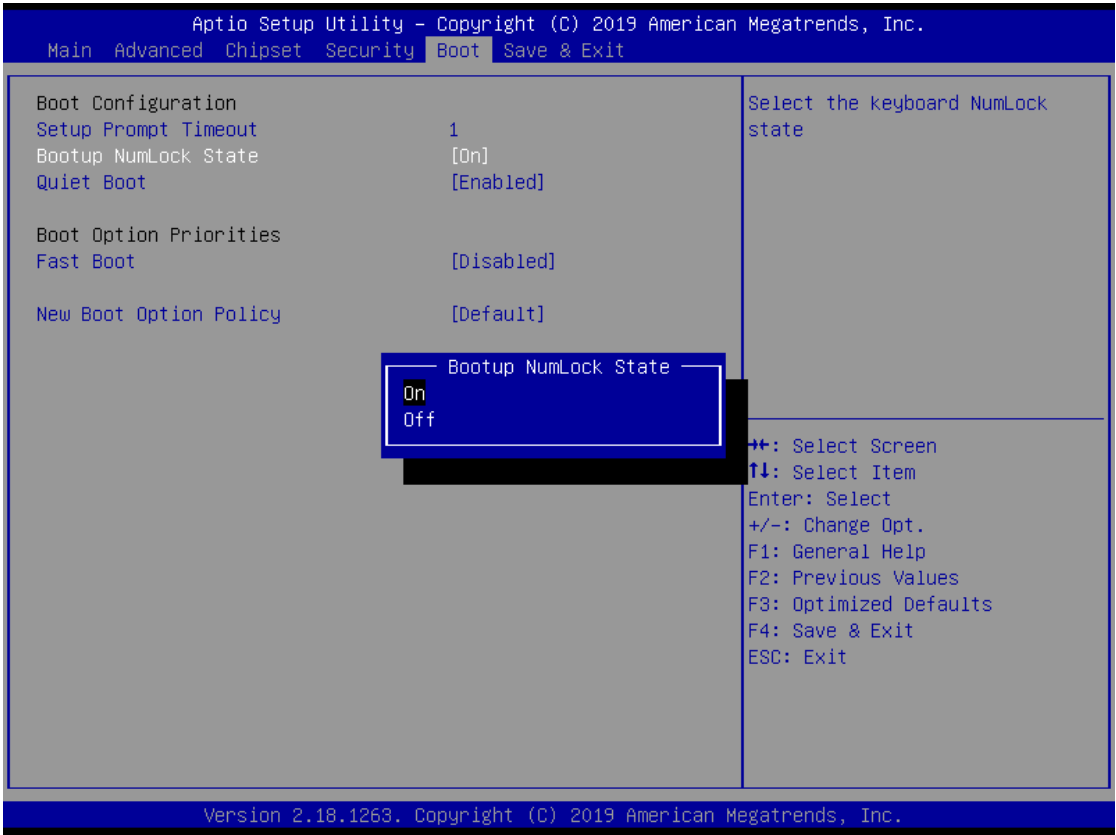 Aptio Setup Utility – Copyright (C) 2019 American Megatrends, Inc.
Main Advanced Chipset Security Boot Save & Exit
Boot Configuration
Setup Prompt Timeout 1
Bootup NumLock State [On]
Quiet Boot [Enabled]
Boot Option Priorities
Fast Boot [Disabled]
New Boot Option Policy [Default]
Bootup NumLock State
On
Off
Select the keyboard NumLock
state
→←: Select Screen
↑↓: Select Item
Enter: Select
+/-: Change Opt.
F1: General Help
F2: Previous Values
F3: Optimized Defaults
F4: Save & Exit
ESC: Exit
Version 2.18.1263. Copyright (C) 2019 American Megatrends, Inc.